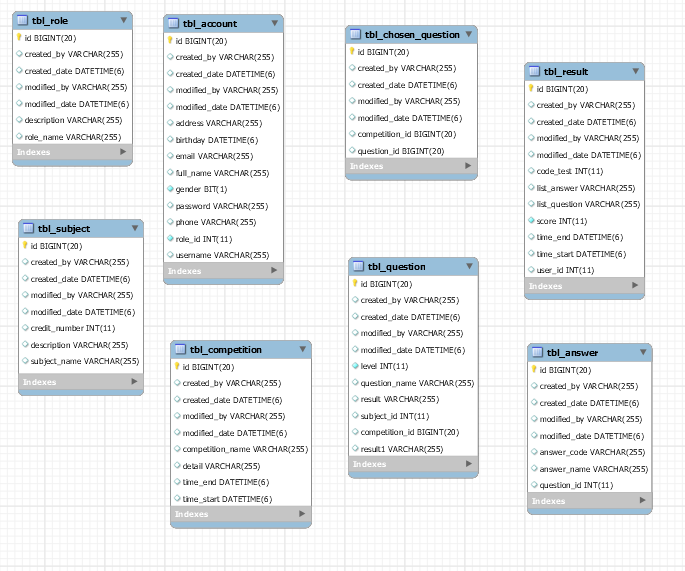 tbl_role
id BIGINT(20)
created_by VARCHAR(255)
created_date DATETIME(6)
modified_by VARCHAR(255)
modified_date DATETIME(6)
description VARCHAR(255)
role_name VARCHAR(255)
Indexes
tbl_account
id BIGINT(20)
created_by VARCHAR(255)
created_date DATETIME(6)
modified_by VARCHAR(255)
modified_date DATETIME(6)
address VARCHAR(255)
birthday DATETIME(6)
email VARCHAR(255)
full_name VARCHAR(255)
gender BIT(1)
password VARCHAR(255)
phone VARCHAR(255)
role_id INT(11)
username VARCHAR(255)
Indexes
tbl_chosen_question
id BIGINT(20)
created_by VARCHAR(255)
created_date DATETIME(6)
modified_by VARCHAR(255)
modified_date DATETIME(6)
competition_id BIGINT(20)
question_id BIGINT(20)
Indexes
tbl_result
id BIGINT(20)
created_by VARCHAR(255)
created_date DATETIME(6)
modified_by VARCHAR(255)
modified_date DATETIME(6)
code_test INT(11)
list_answer VARCHAR(255)
list_question VARCHAR(255)
score INT(11)
time_end DATETIME(6)
time_start DATETIME(6)
user_id INT(11)
Indexes
tbl_subject
id BIGINT(20)
created_by VARCHAR(255)
created_date DATETIME(6)
modified_by VARCHAR(255)
modified_date DATETIME(6)
credit_number INT(11)
description VARCHAR(255)
subject_name VARCHAR(255)
Indexes
tbl_competition
id BIGINT(20)
created_by VARCHAR(255)
created_date DATETIME(6)
modified_by VARCHAR(255)
modified_date DATETIME(6)
competition_name VARCHAR(255)
detail VARCHAR(255)
time_end DATETIME(6)
time_start DATETIME(6)
Indexes
tbl_question
id BIGINT(20)
created_by VARCHAR(255)
created_date DATETIME(6)
modified_by VARCHAR(255)
modified_date DATETIME(6)
level INT(11)
question_name VARCHAR(255)
result VARCHAR(255)
subject_id INT(11)
competition_id BIGINT(20)
result1 VARCHAR(255)
Indexes
tbl_answer
id BIGINT(20)
created_by VARCHAR(255)
created_date DATETIME(6)
modified_by VARCHAR(255)
modified_date DATETIME(6)
answer_code VARCHAR(255)
answer_name VARCHAR(255)
question_id INT(11)
Indexes